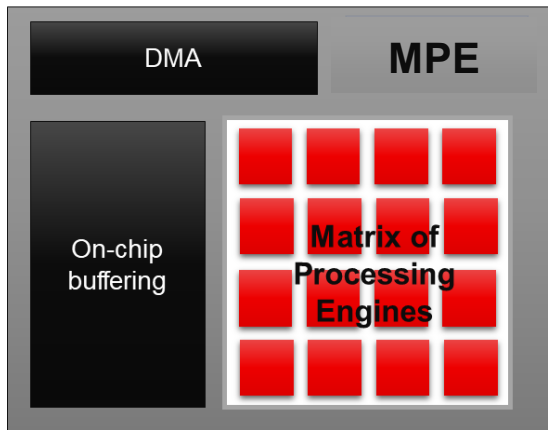 DMA
MPE
On-chip
buffering
Matrix of
Processing
Engines